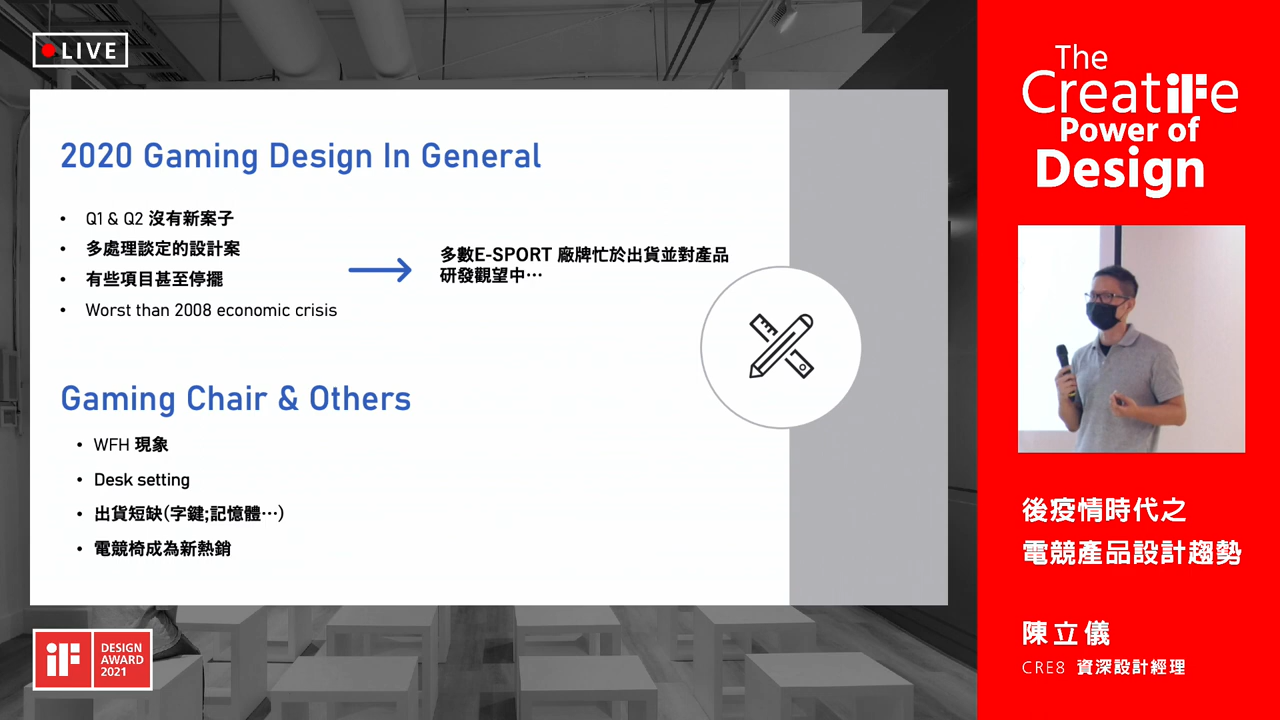 LIVE
2020 Gaming Design In General
• Q1 & Q2 沒有新案子
• 多處理談定的設計案
• 有些項目甚至停擺
• Worst than 2008 economic crisis
多數E-SPORT 廠牌忙於出貨並對產品
研發觀望中…
Gaming Chair & Others
• WFH 現象
• Desk setting
• 出貨短缺(字鍵;記憶體…)
• 電競椅成為新熱銷
iF
DESIGN
AWARD
2021
The
CreatiFe
Power of
Design
後疫情時代之
電競產品設計趨勢
陳立儀
CRE8 資深設計經理